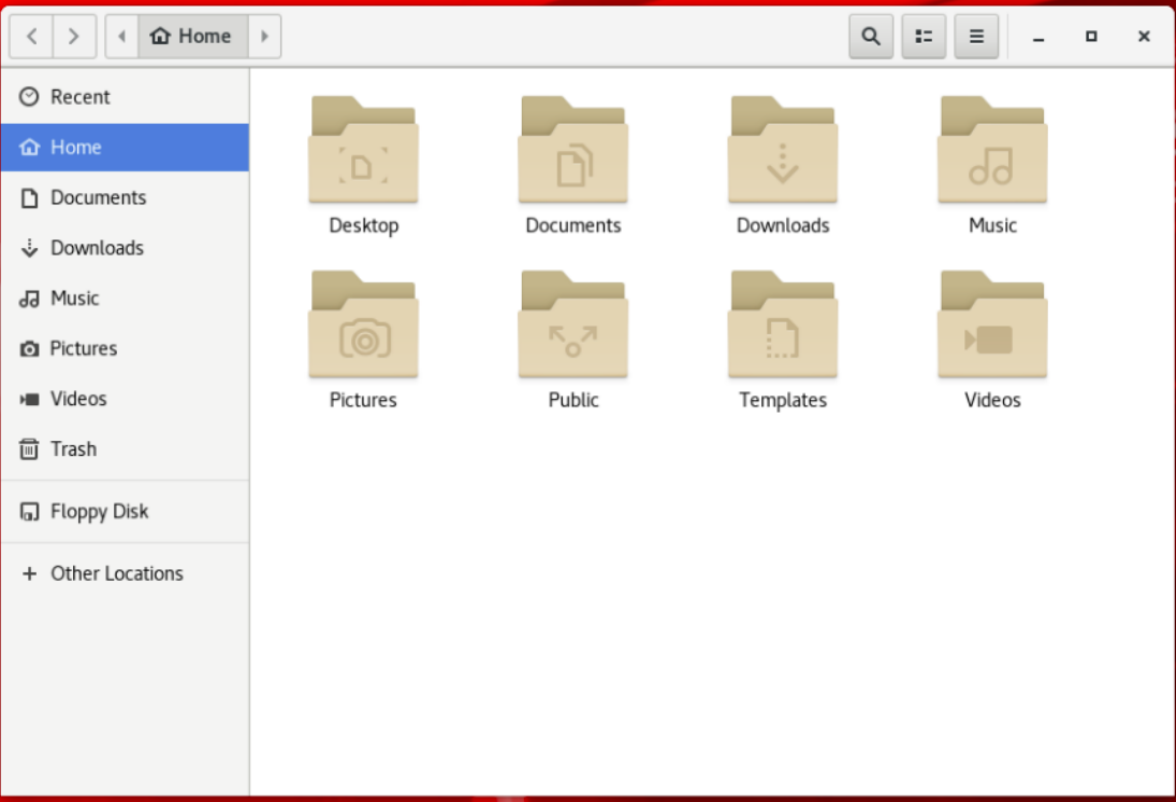 Home
Recent
Home
Documents
Downloads
Music
Pictures
Videos
Trash
Floppy Disk
Other Locations
Desktop
Documents
Downloads
Music
Pictures
Public
Templates
Videos